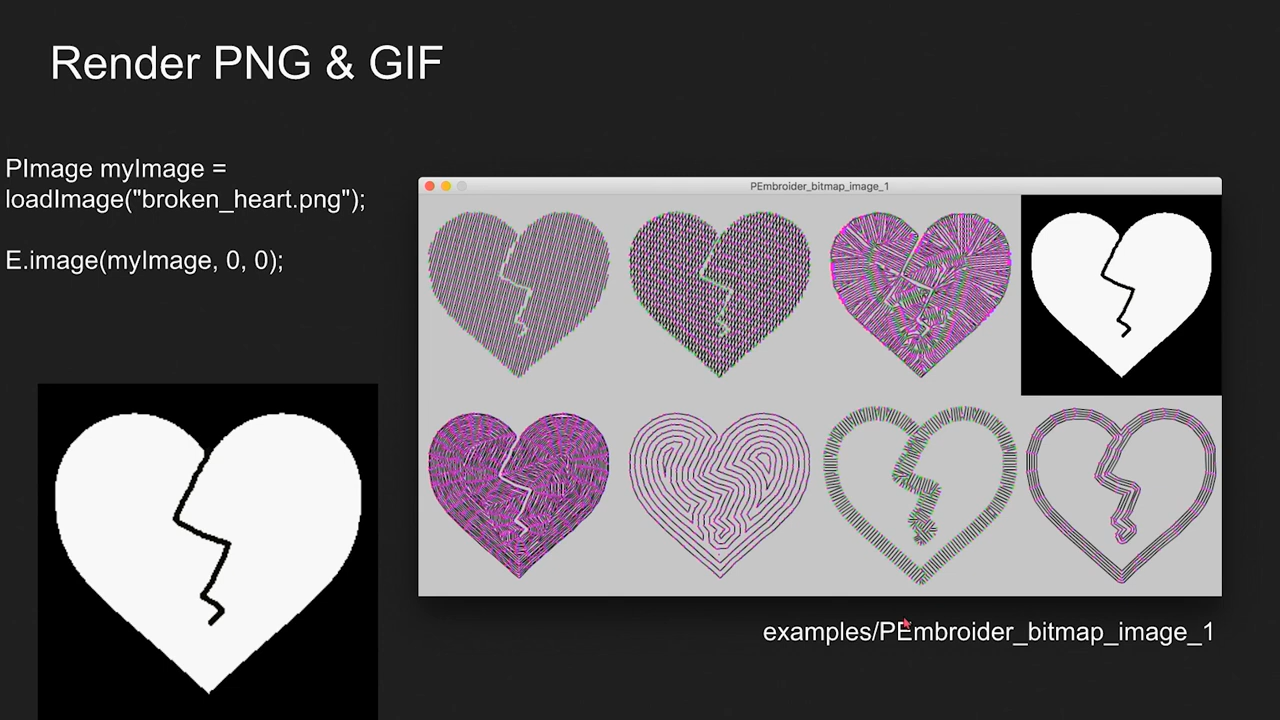 Render PNG & GIF
PImage myImage =
loadImage("broken_heart.png");
E.image(myImage, 0, 0);
PEmbroider_bitmap_image_1
examples/PEmbroider_bitmap_image_1